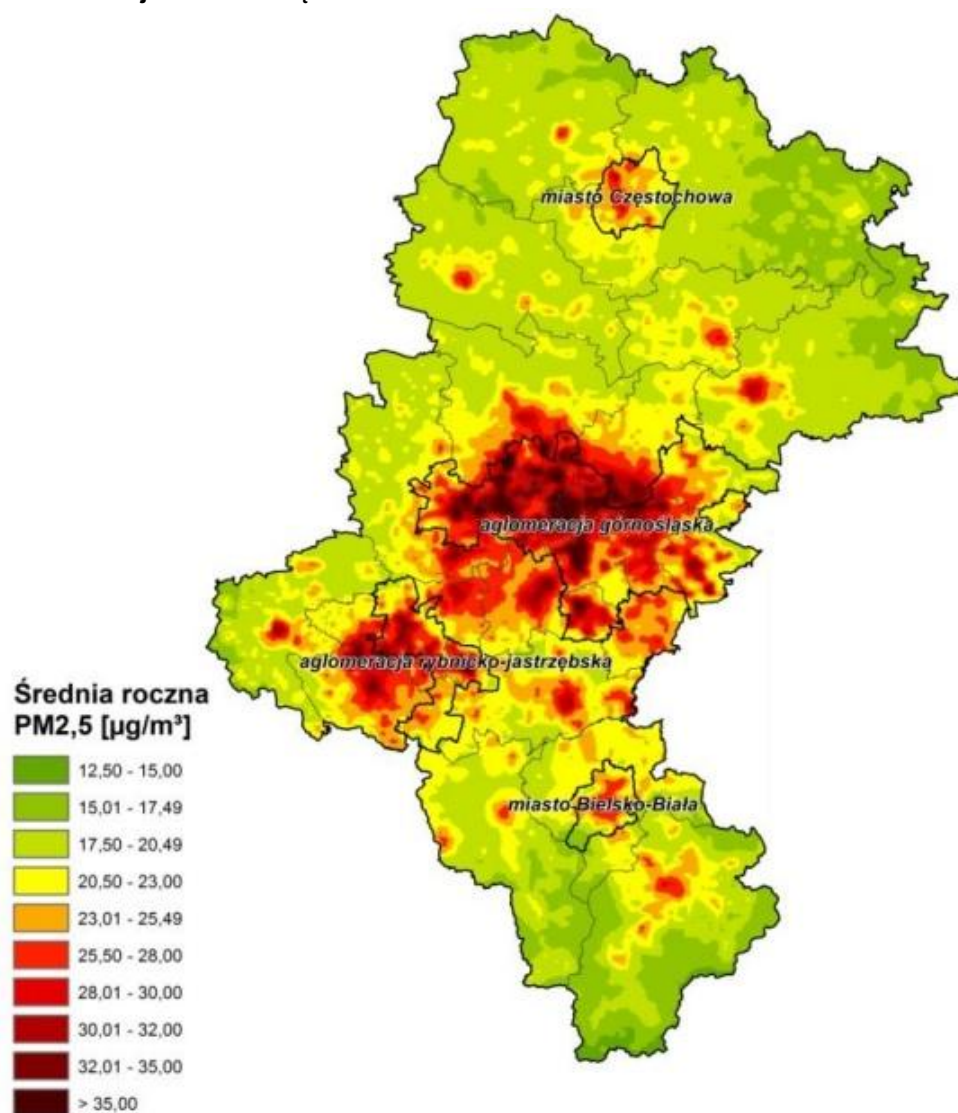 miasto Częstochowa
aglomeracja górnośląska
aglomeracja rybnicko-jastrzębska
miasto Bielsko-Biała
Średnia roczna
PM2,5 [µg/m³]
12,50 - 15,00
15,01 - 17,49
17,50 - 20,49
20,50 - 23,00
23,01 - 25,49
25,50 - 28,00
28,01 - 30,00
30,01 - 32,00
32,01 - 35,00
> 35,00